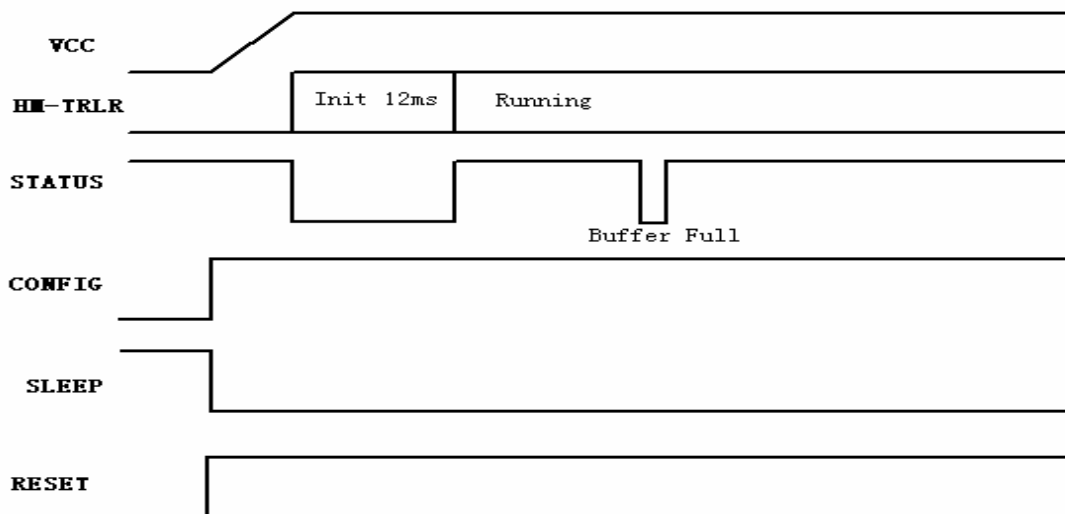 VCC
HM-TRLR
Init 12ms
Running
STATUS
Buffer Full
CONFIG
SLEEP
RESET